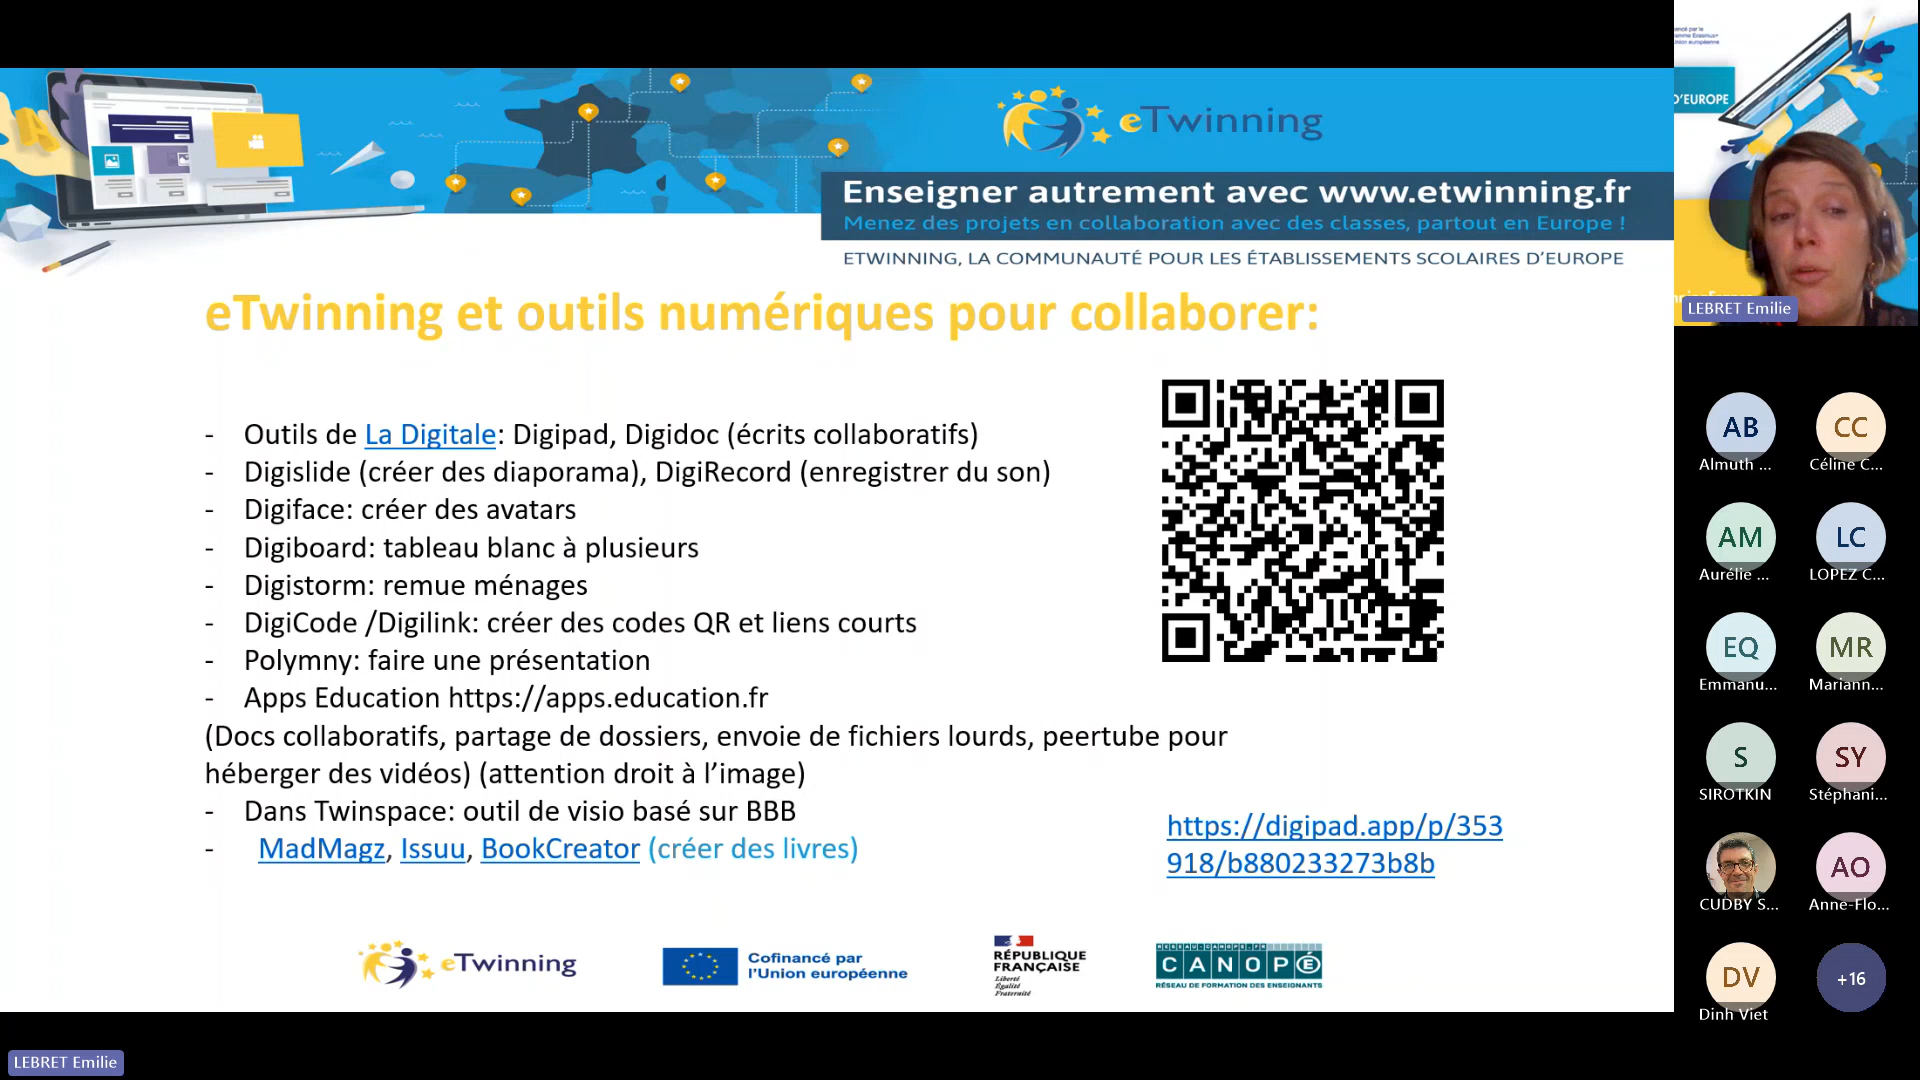 eTwinning
Enseigner autrement avec www.etwinning.fr
Menez des projets en collaboration avec des classes, partout en Europe !
ETWINNING, LA COMMUNAUTÉ POUR LES ÉTABLISSEMENTS SCOLAIRES D'EUROPE
eTwinning et outils numériques pour collaborer:
- Outils de La Digitale: Digipad, Digidoc (écrits collaboratifs)
- Digislide (créer des diaporama), DigiRecord (enregistrer du son)
- Digiface: créer des avatars
- Digiboard: tableau blanc à plusieurs
- Digistorm: remue ménages
- DigiCode /Digilink: créer des codes QR et liens courts
- Polymny: faire une présentation
- Apps Education https://apps.education.fr
(Docs collaboratifs, partage de dossiers, envoie de fichiers lourds, peertube pour
héberger des vidéos) (attention droit à l’image)
- Dans Twinspace: outil de visio basé sur BBB
- MadMagz, Issuu, BookCreator (créer des livres)
https://digipad.app/p/353
918/b880233273b8b
eTwinning
Cofinancé par
l'Union européenne
RÉPUBLIQUE
FRANÇAISE
Liberté
Égalité
Fraternité
RESEAU-CANOPE.FR
CANOPÉ
RÉSEAU DE FORMATION DES ENSEIGNANTS
LEBRET Emilie
D'EUROPE
LEBRET Emilie
AB
Almuth ...
CC
Céline C...
AM
Aurélie ...
LC
LOPEZ C...
EQ
Emmanu...
MR
Mariann...
S
SIROTKIN
SY
Stéphani...
CUDBY S...
AO
Anne-Flo...
DV
Dinh Viet
+16